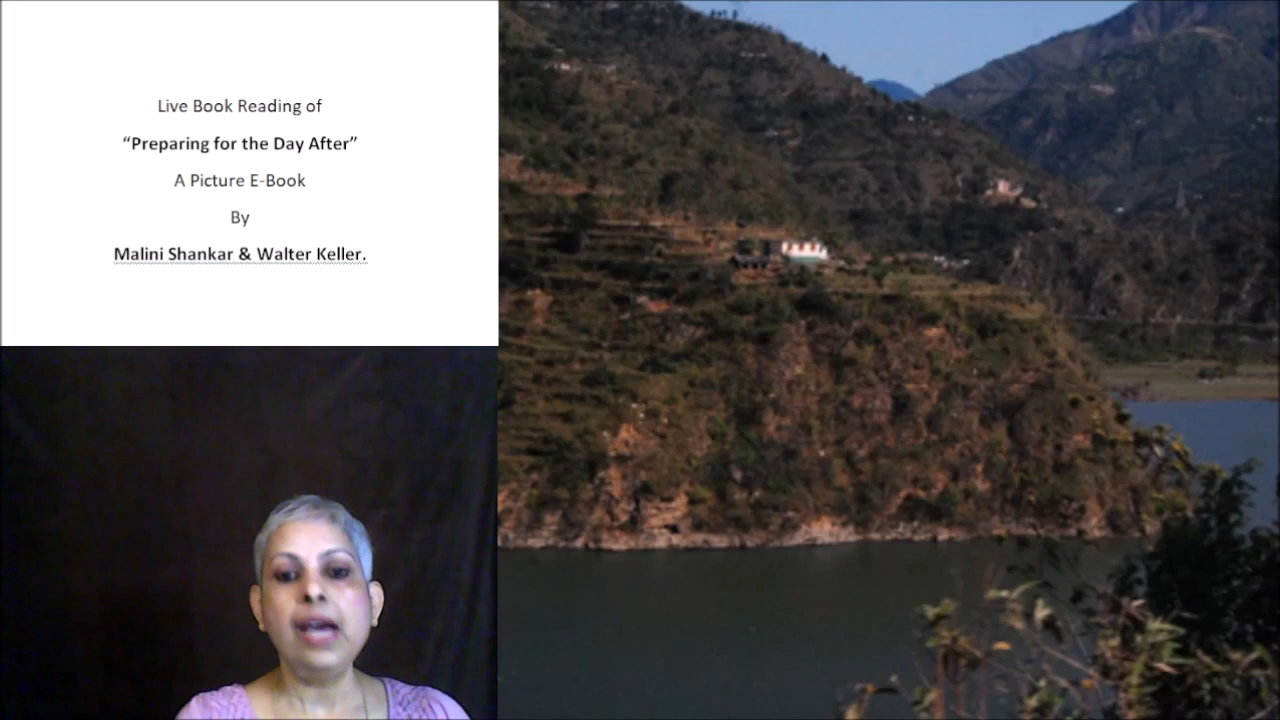 Live Book Reading of
“Preparing for the Day After”
A Picture E-Book
By
Malini Shankar & Walter Keller.